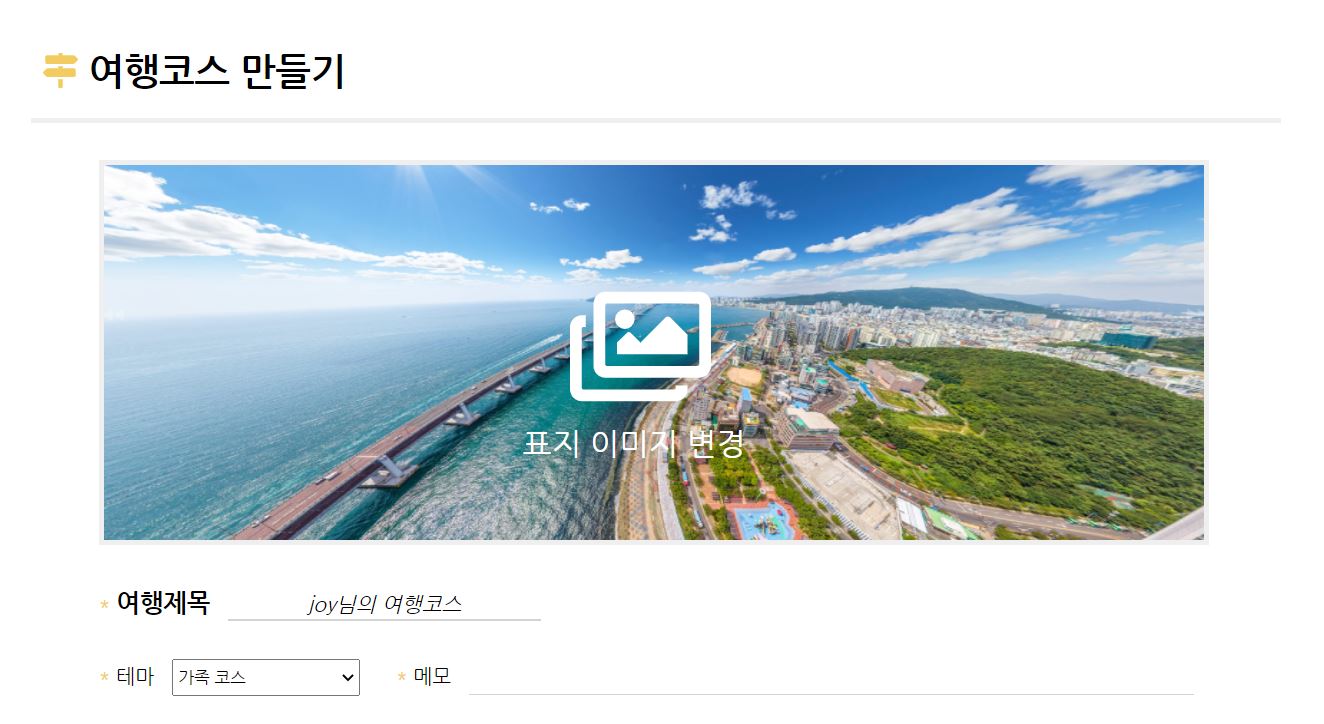 여행코스 만들기
표지 이미지 변경
* 여행제목 joy님의 여행코스
* 테마 가족 코스 * 메모